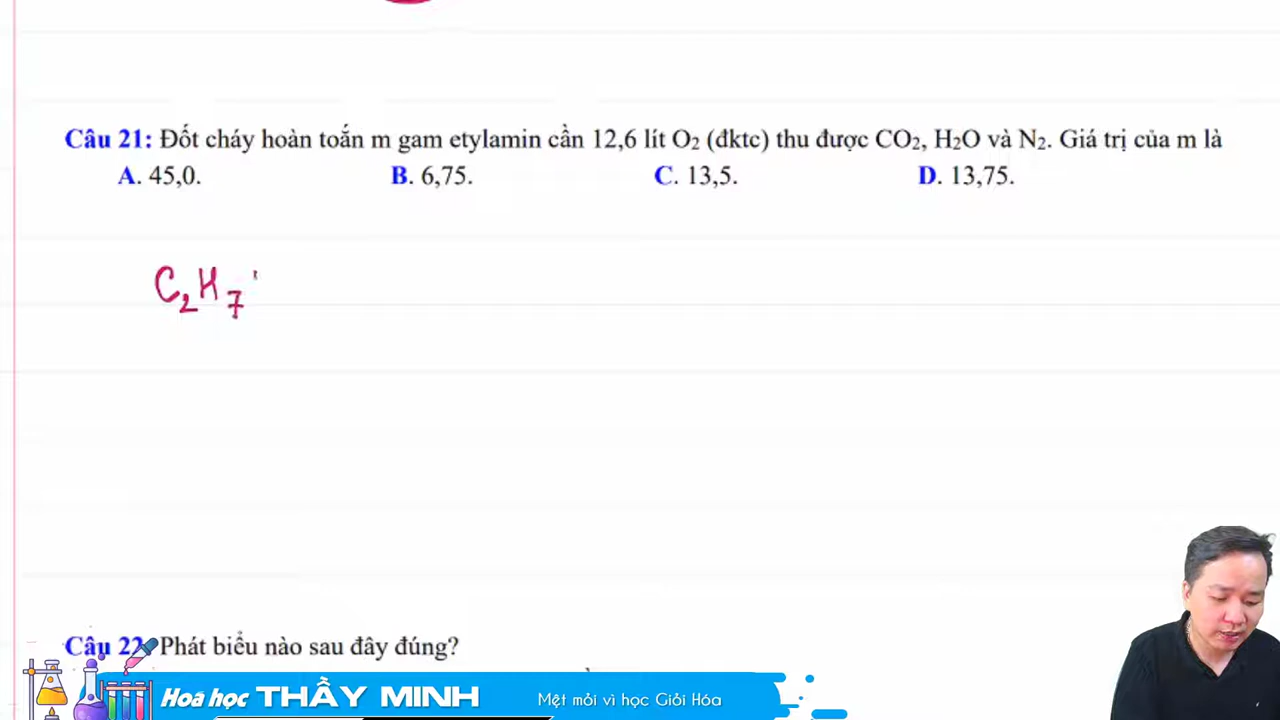 Câu 21: Đốt cháy hoàn toắn m gam etylamin cần 12,6 lít O₂ (đktc) thu được CO₂, H₂O và N₂. Giá trị của m là
A. 45,0. B. 6,75. C. 13,5. D. 13,75.
C₂H₇
Câu 22: Phát biểu nào sau đây đúng?
Hoá học THẦY MINH Mệt mỏi vì học Giỏi Hóa